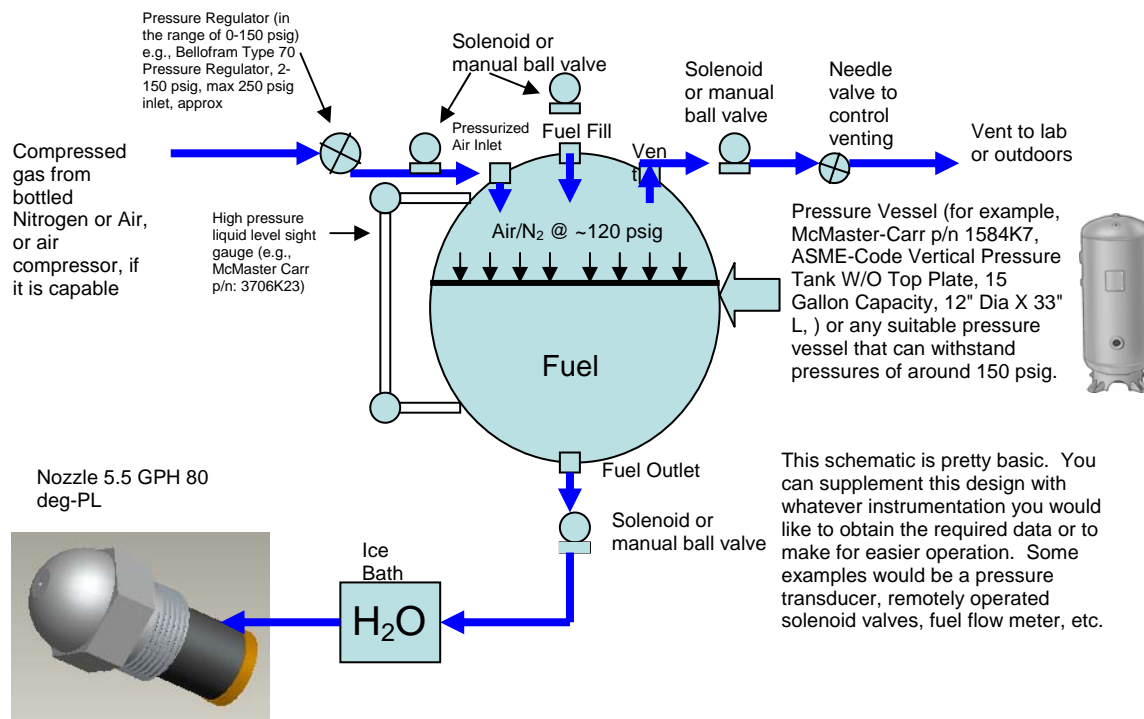 Pressure Regulator (in
the range of 0-150 psig)
e.g., Bellofram Type 70
Pressure Regulator, 2-
150 psig, max 250 psig
inlet, approx
Solenoid or
manual ball valve
Solenoid
or manual
ball valve
Needle
valve to
control
venting
Vent to lab
or outdoors
Compressed
gas from
bottled
Nitrogen or Air,
or air
compressor, if
it is capable
Pressurized
Air Inlet
Fuel Fill
Ven
t
High pressure
liquid level sight
gauge (e.g.,
McMaster Carr
p/n: 3706K23)
Air/N2 @ ~120 psig
Pressure Vessel (for example,
McMaster-Carr p/n 1584K7,
ASME-Code Vertical Pressure
Tank W/O Top Plate, 15
Gallon Capacity, 12" Dia X 33"
L, ) or any suitable pressure
vessel that can withstand
pressures of around 150 psig.
Fuel
Fuel Outlet
Nozzle 5.5 GPH 80
deg-PL
Solenoid or
manual ball valve
Ice
Bath
H2O
This schematic is pretty basic. You
can supplement this design with
whatever instrumentation you would
like to obtain the required data or to
make for easier operation. Some
examples would be a pressure
transducer, remotely operated
solenoid valves, fuel flow meter, etc.